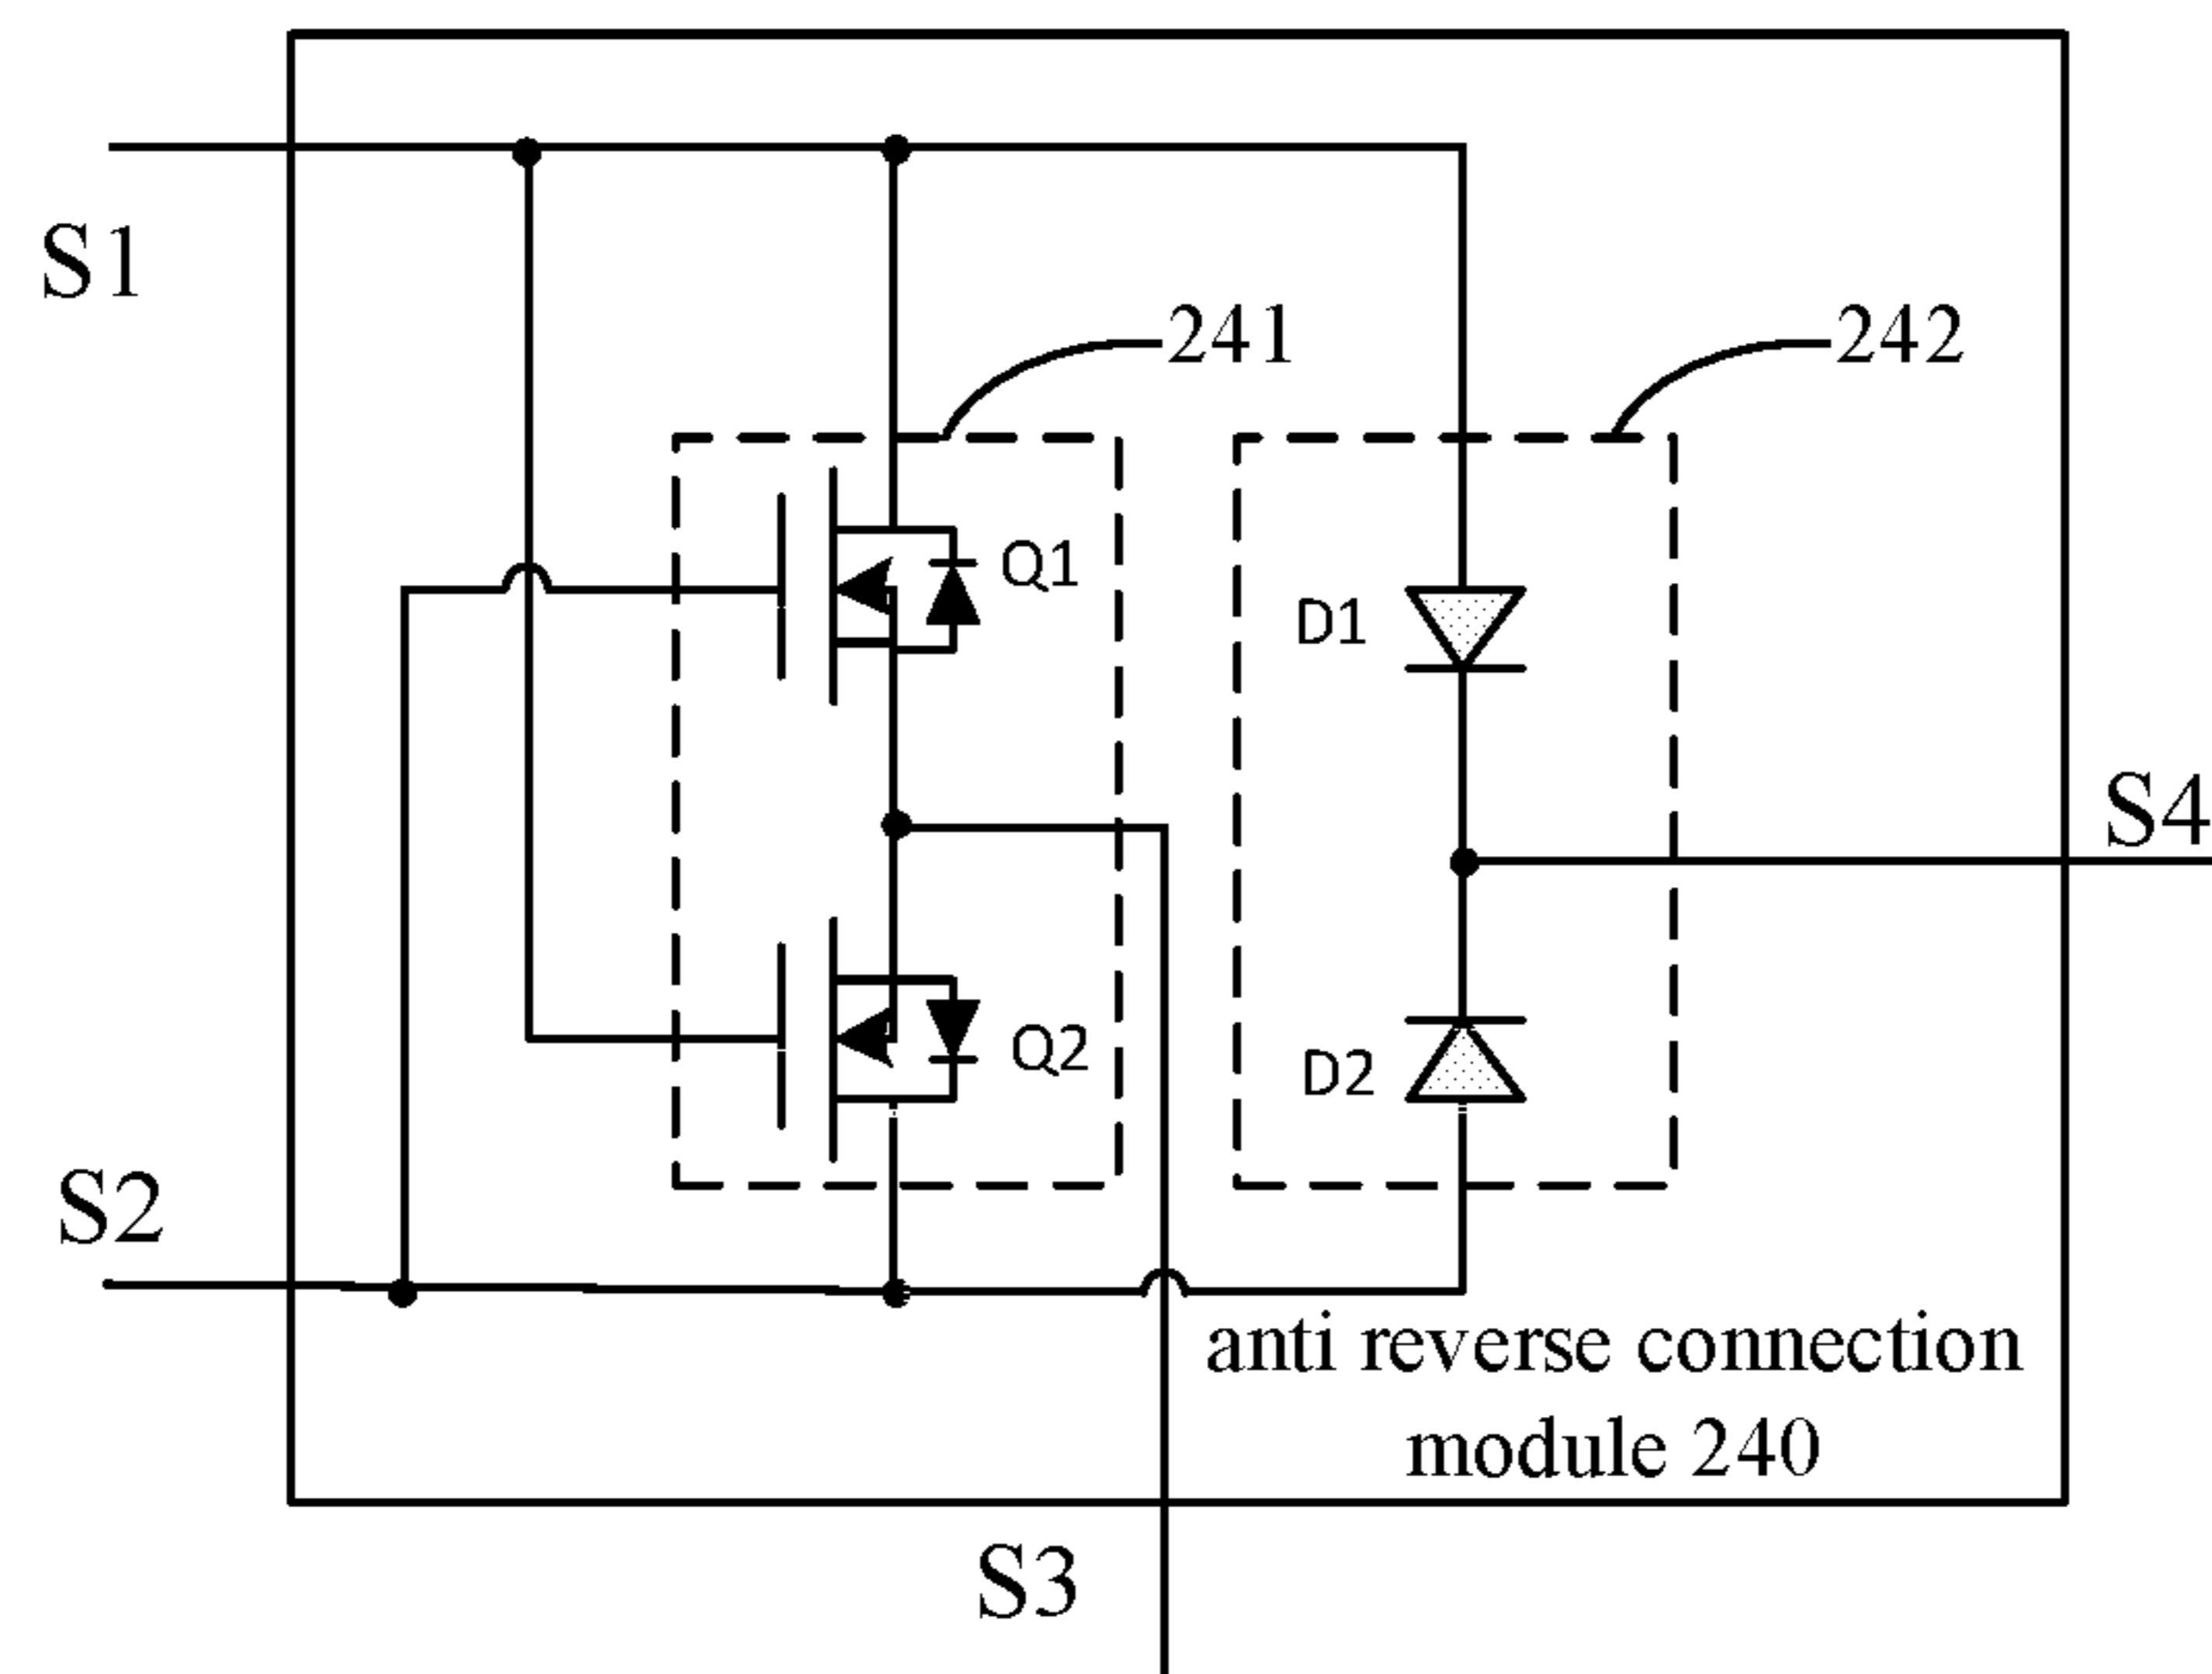 S1
241
242
Q1
D1
S4
Q2
D2
S2
anti reverse connection
module 240
S3